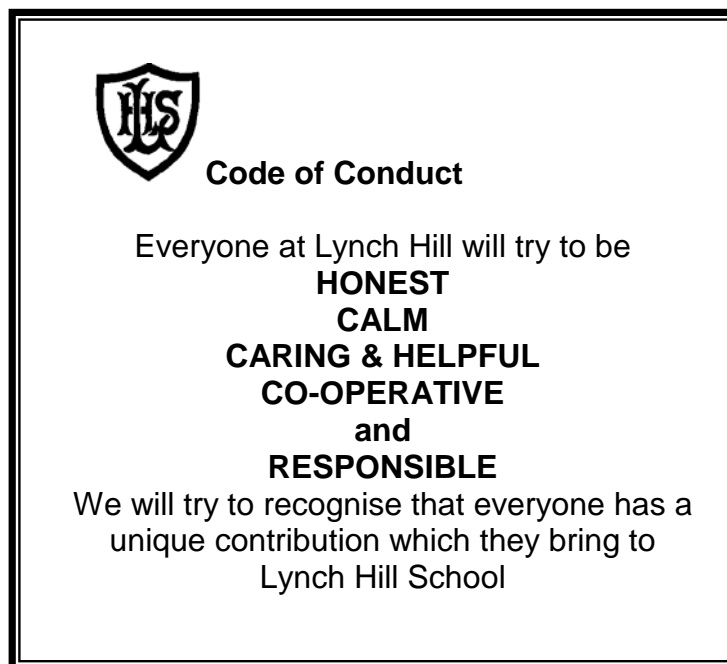 LHS
Code of Conduct
Everyone at Lynch Hill will try to be
HONEST
CALM
CARING & HELPFUL
CO-OPERATIVE
and
RESPONSIBLE
We will try to recognise that everyone has a
unique contribution which they bring to
Lynch Hill School